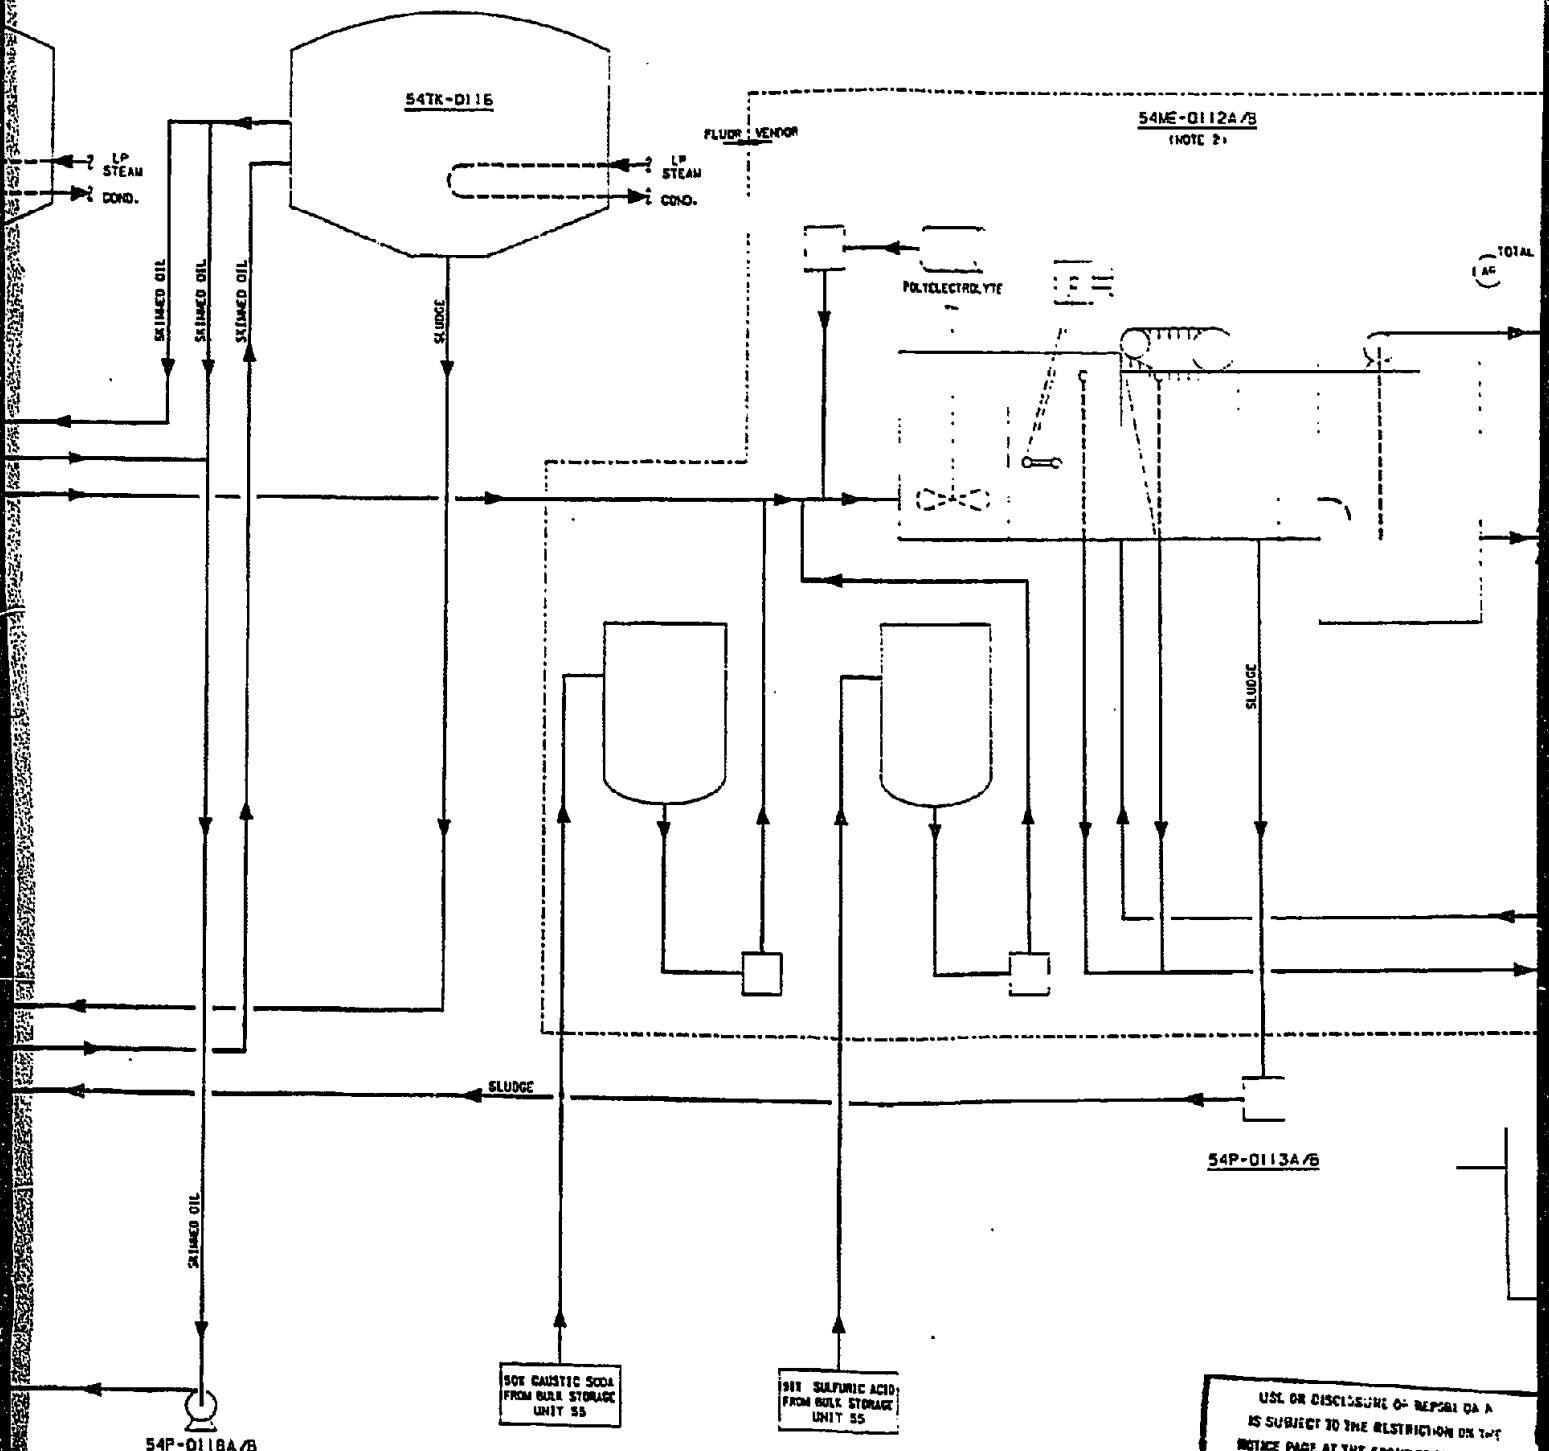 54TK-0116
54ME-0112A/B
(NOTE 2)
FLUOR
VENDOR
LP
STEAM
COND.
LP
STEAM
COND.
TOTAL
POLYELECTROLYTE
SKIMMED OIL
SKIMMED OIL
SKIMMED OIL
SLUDGE
SLUDGE
SLUDGE
54P-0113A/B
SKIMMED OIL
50% CAUSTIC SODA
FROM BULK STORAGE
UNIT 55
SULFURIC ACID
FROM BULK STORAGE
UNIT 55
54P-0118A/B
USE OR DISCLOSURE OF REPORT DATA
IS SUBJECT TO THE RESTRICTION ON THE
NOTICE PAGE AT THE